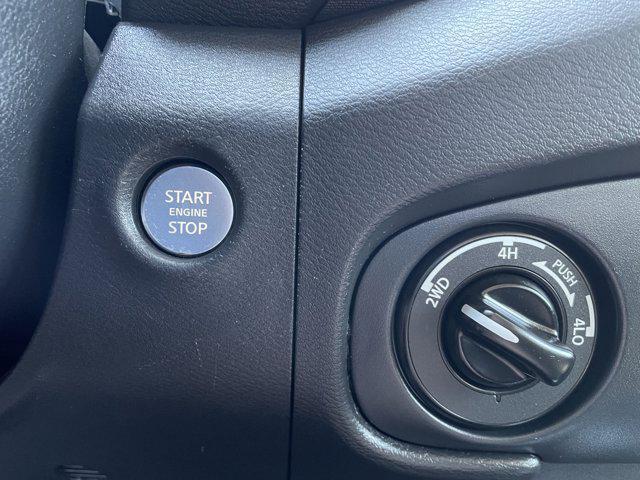 START
ENGINE
STOP
2WD
4H
PUSH
4LO